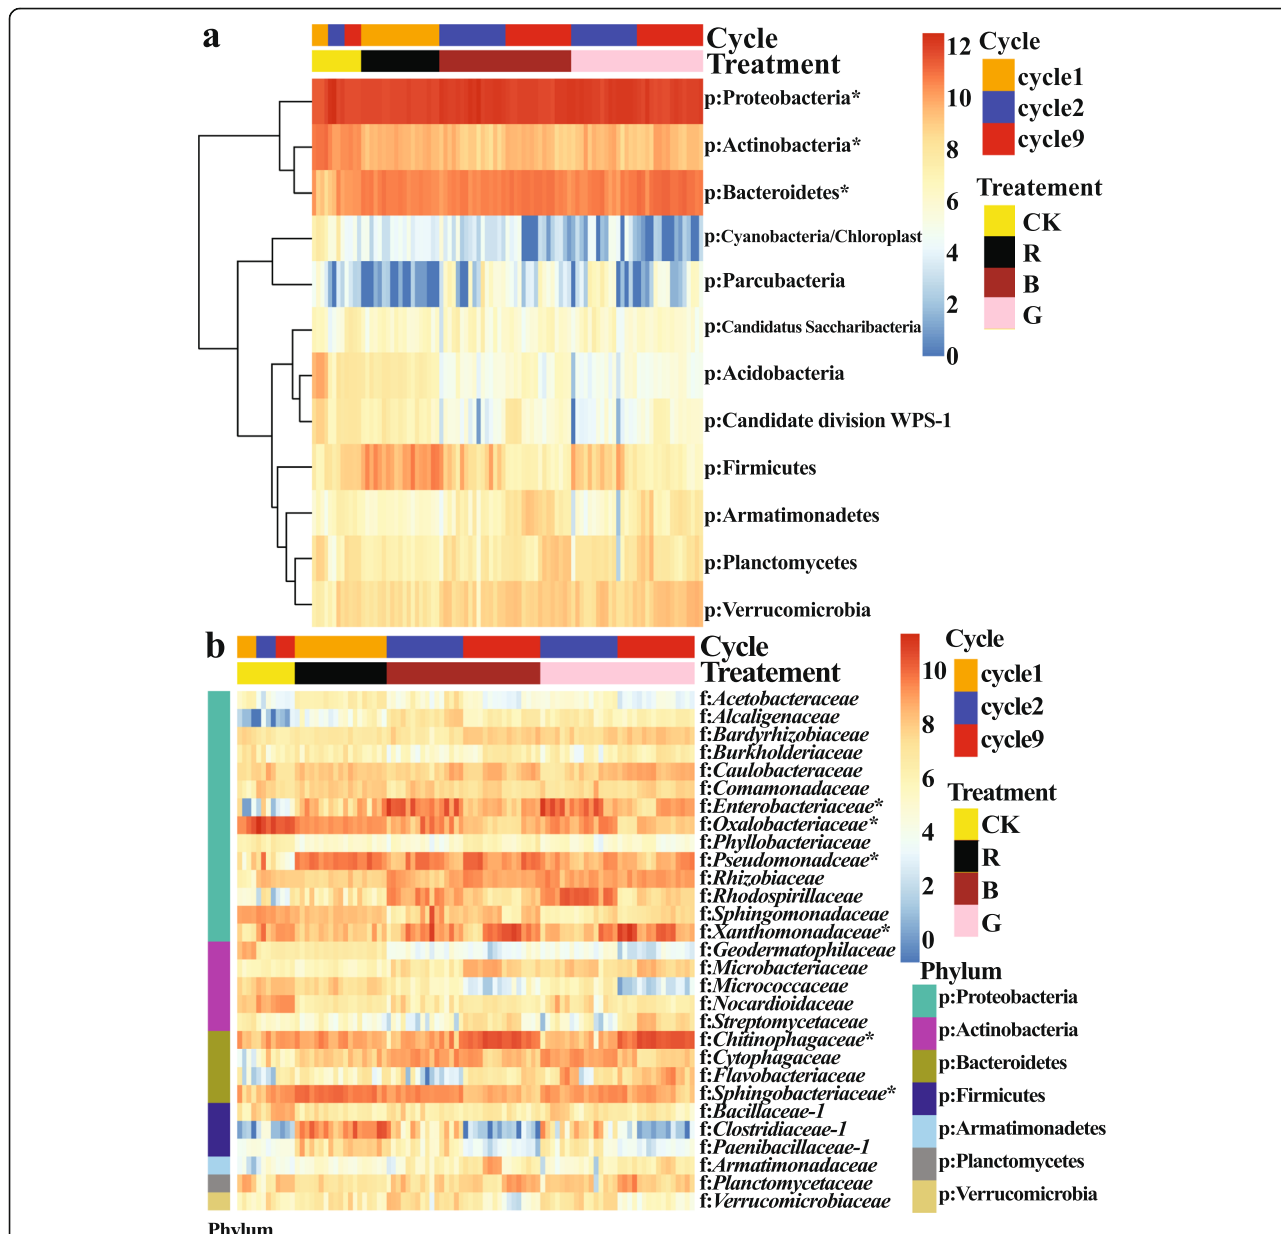 a
Cycle
Treatment
p:Proteobacteria*
p:Actinobacteria*
p:Bacteroidetes*
p:Cyanobacteria/Chloroplast
p:Parcubacteria
p:Candidatus Saccharibacteria
p:Acidobacteria
p:Candidate division WPS-1
p:Firmicutes
p:Armatimonadetes
p:Planctomycetes
p:Verrucomicrobia
12
10
8
6
4
2
0
Cycle
cycle1
cycle2
cycle9
Treatement
CK
R
B
G
b
Cycle
Treatement
f:Acetobacteraceae
f:Alcaligenaceae
f:Bardyrhizobiaceae
f:Burkholderiaceae
f:Caulobacteraceae
f:Comamonadaceae
f:Enterobacteriaceae*
f:Oxalobacteriaceae*
f:Phyllobacteriaceae
f:Pseudomonadceae*
f:Rhizobiaceae
f:Rhodospirillaceae
f:Sphingomonadaceae
f:Xanthomonadaceae*
f:Geodermatophilaceae
f:Microbacteriaceae
f:Micrococcaceae
f:Nocardioidaceae
f:Streptomycetaceae
f:Chitinophagaceae*
f:Cytophagaceae
f:Flavobacteriaceae
f:Sphingobacteriaceae*
f:Bacillaceae-1
f:Clostridiaceae-1
f:Paenibacillaceae-1
f:Armatimonadaceae
f:Planctomycetaceae
f:Verrucomicrobiaceae
10
8
6
4
2
0
Cycle
cycle1
cycle2
cycle9
Treatment
CK
R
B
G
Phylum
p:Proteobacteria
p:Actinobacteria
p:Bacteroidetes
p:Firmicutes
p:Armatimonadetes
p:Planctomycetes
p:Verrucomicrobia
Phylum